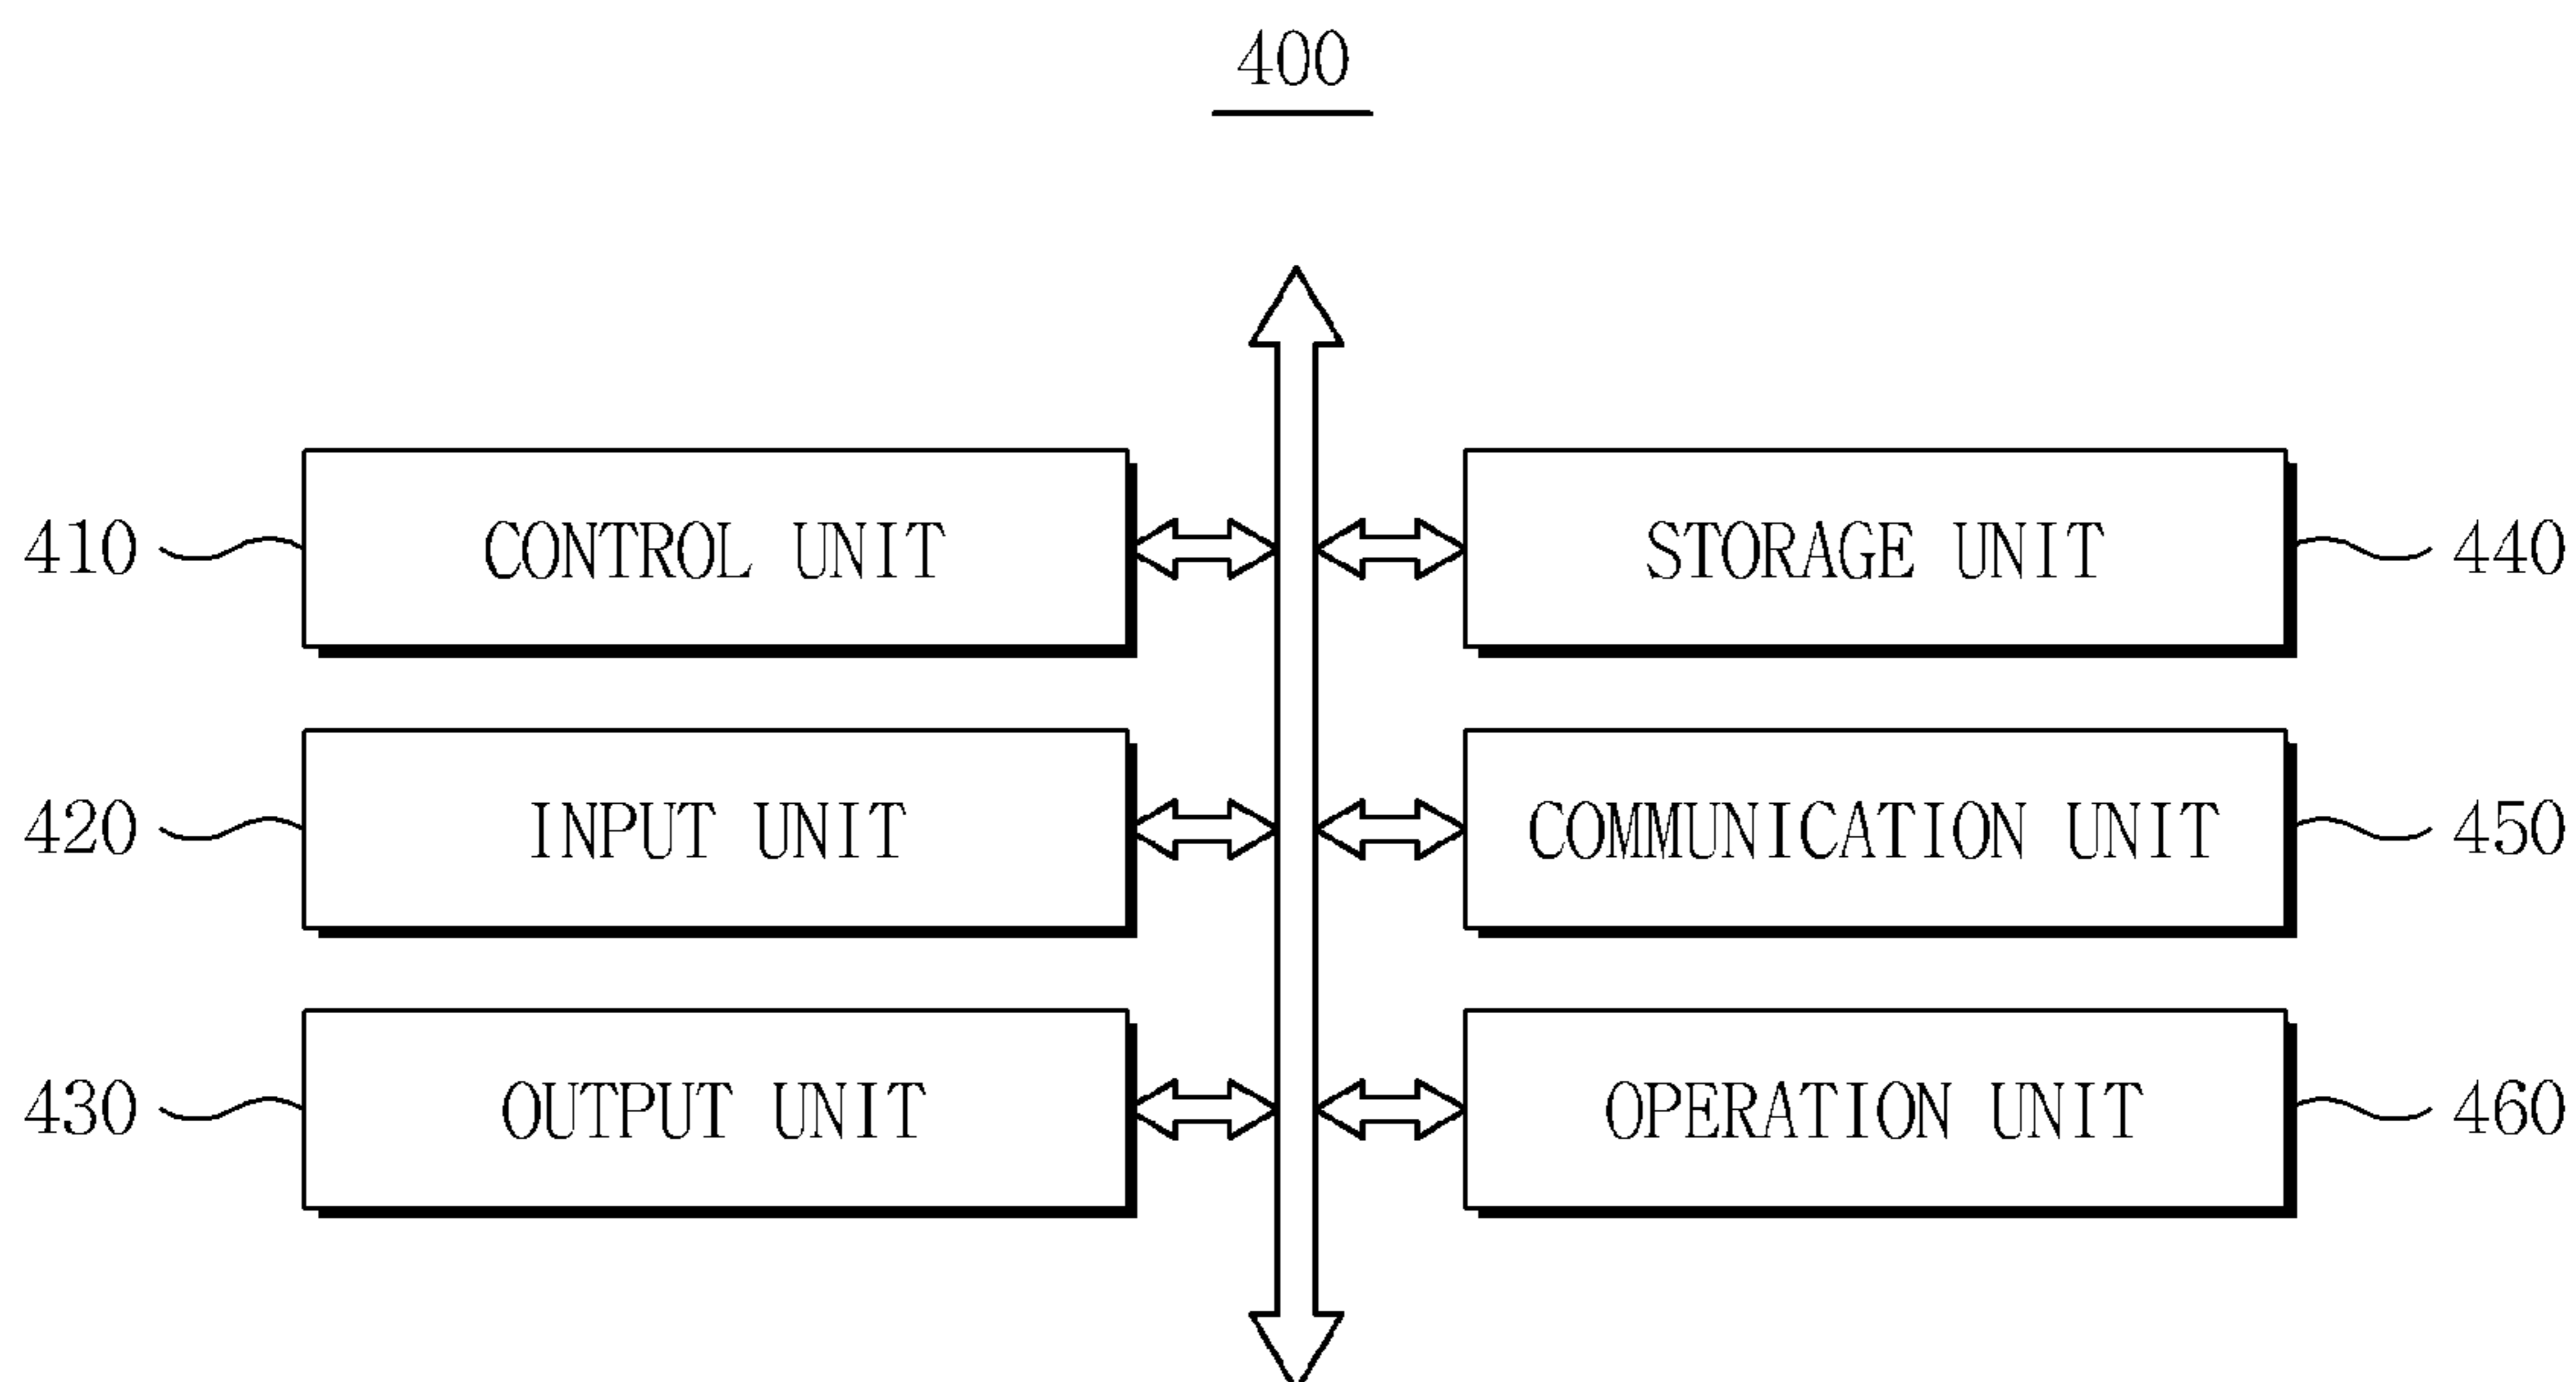 400
410 CONTROL UNIT STORAGE UNIT 440
420 INPUT UNIT COMMUNICATION UNIT 450
430 OUTPUT UNIT OPERATION UNIT 460